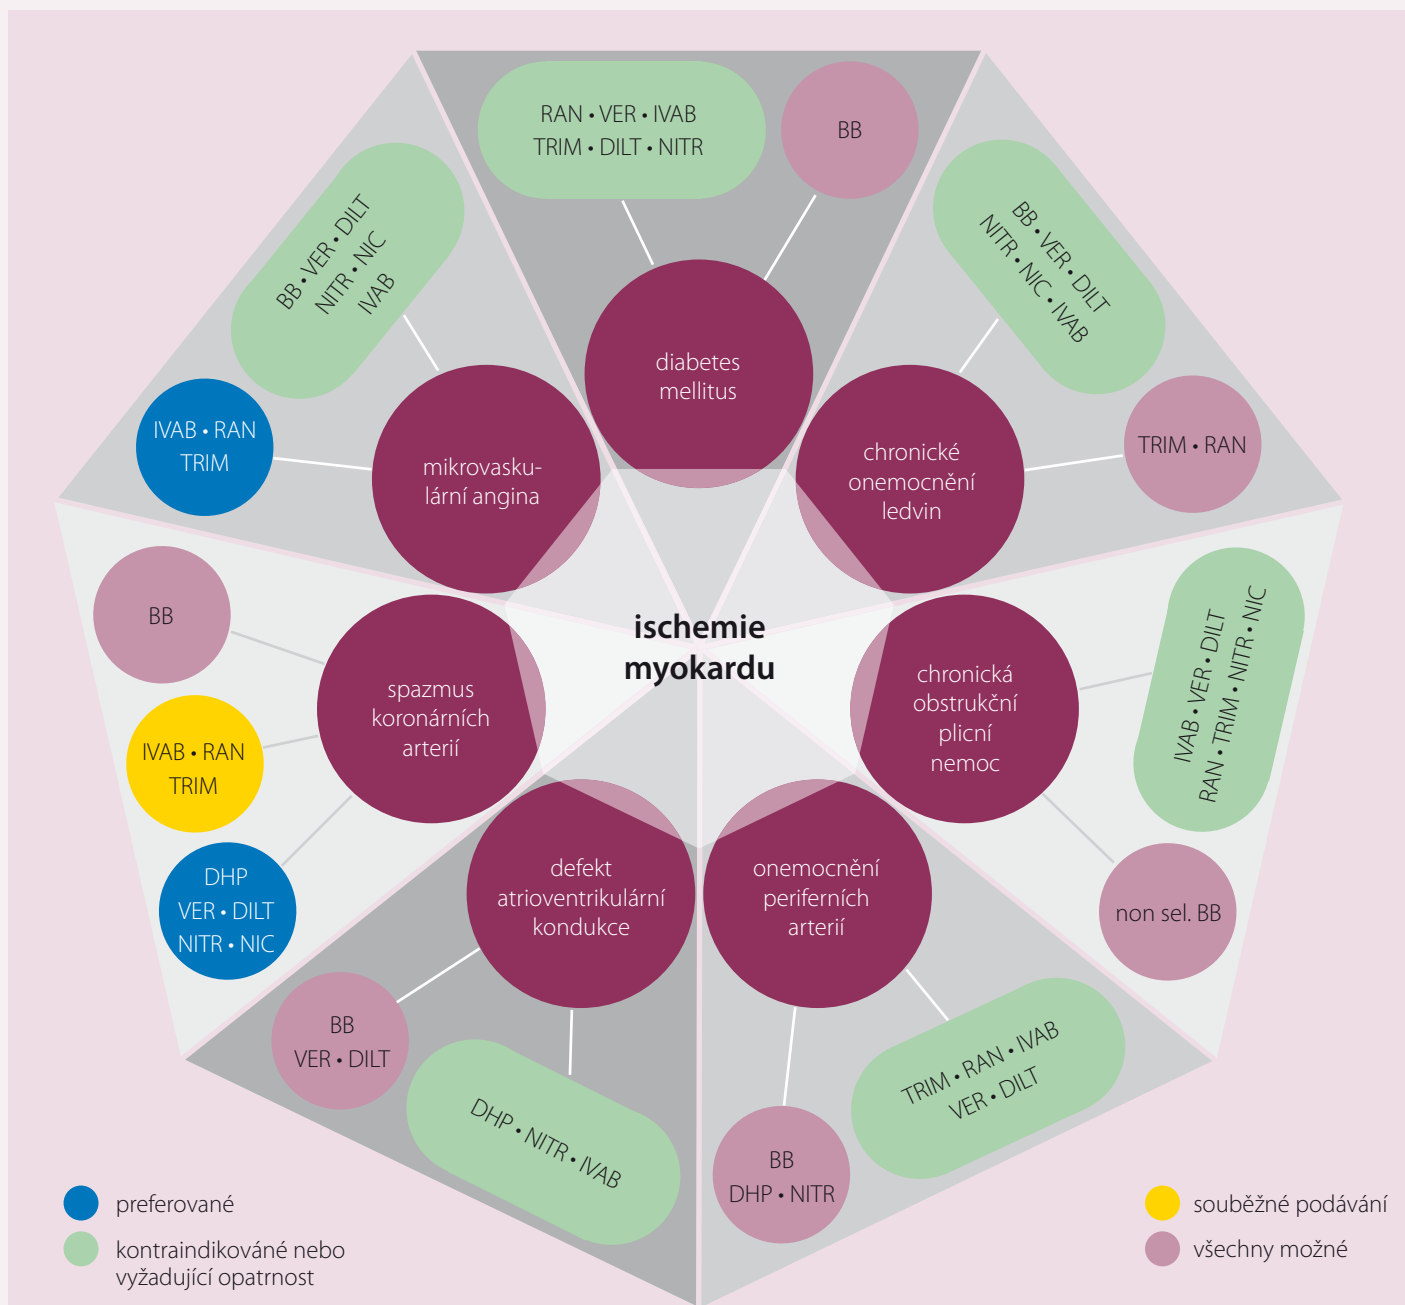 RAN • VER • IVAB
TRIM • DILT • NITR
BB
diabetes
mellitus
BB • VER • DILT
NITR • NIC • IVAB
TRIM • RAN
chronické
onemocnění
ledvin
IVAB • VER • DILT
RAN • TRIM • NITR • NIC
non sel. BB
chronická
obstrukční
plicní
nemoc
TRIM • RAN • IVAB
VER • DILT
BB
DHP • NITR
onemocnění
periferních
arterií
DHP • NITR • IVAB
BB
VER • DILT
defekt
atrioventrikulární
kondukce
DHP
VER • DILT
NITR • NIC
IVAB • RAN
TRIM
BB
spazmus
koronárních
arterií
IVAB • RAN
TRIM
BB • VER • DILT
NITR • NIC
IVAB
mikrovasku-
lární angina
ischemie
myokardu
preferované
kontraindikováné nebo
vyžadující opatrnost
souběžné podávání
všechny možné